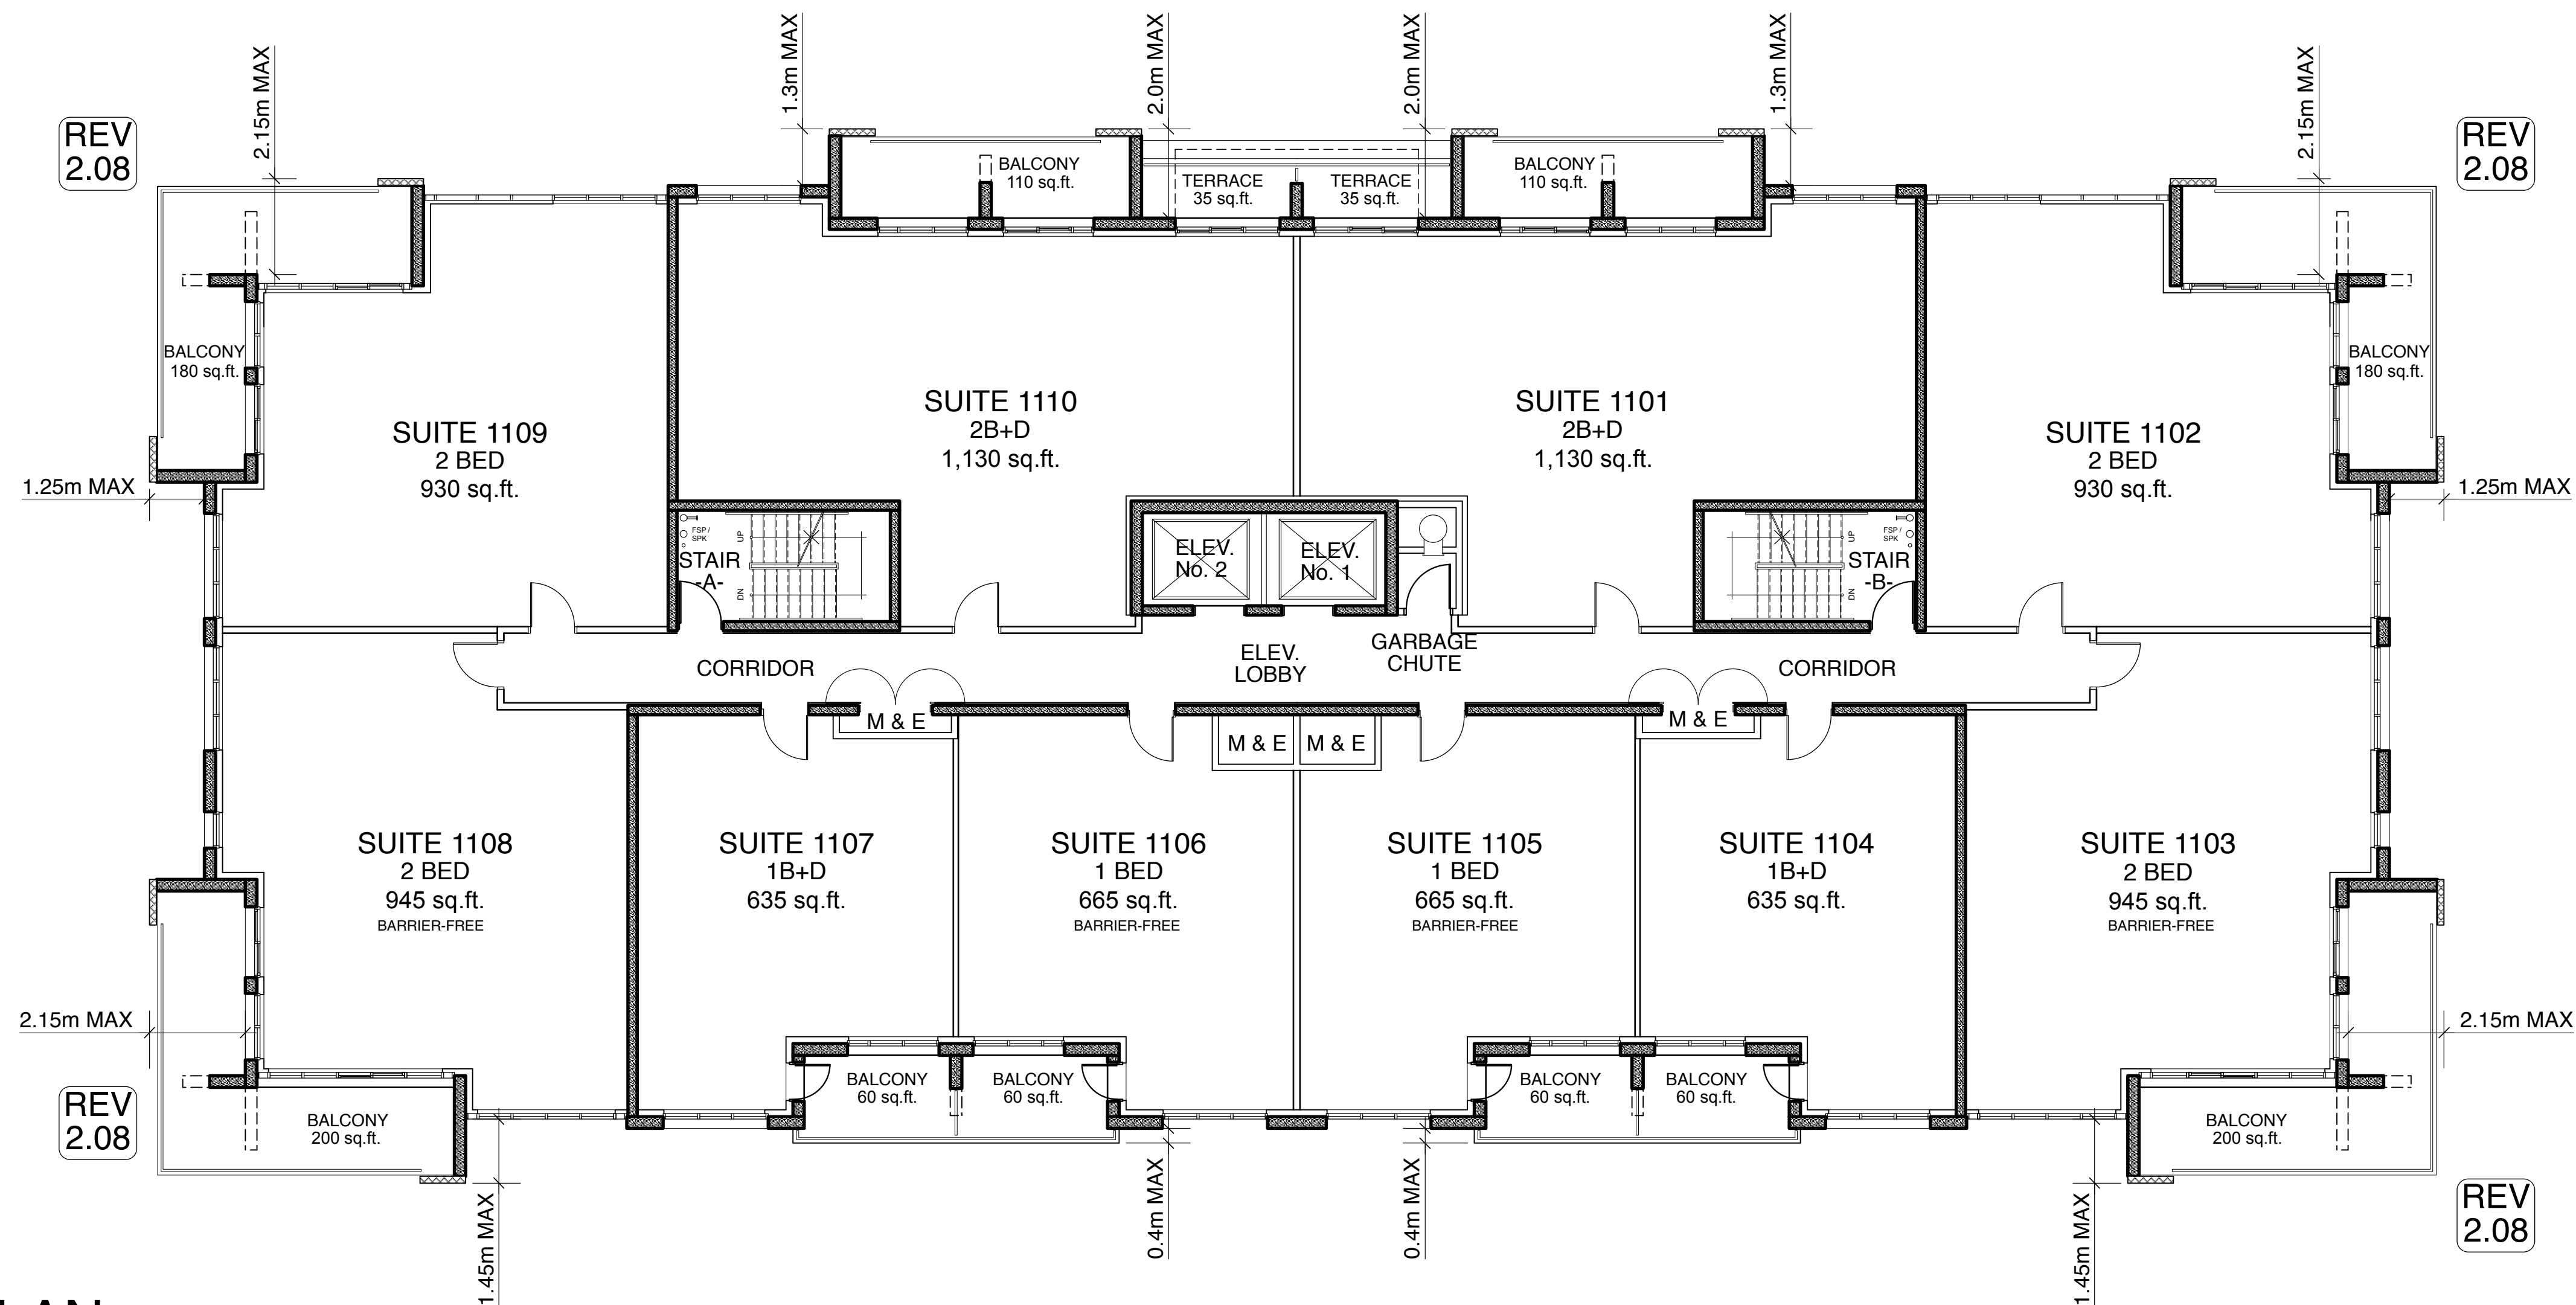 1.3m MAX
2.0m MAX
2.0m MAX
1.3m MAX
2.15m MAX
2.15m MAX
REV
2.08
REV
2.08
BALCONY
110 sq.ft.
TERRACE
35 sq.ft.
TERRACE
35 sq.ft.
BALCONY
110 sq.ft.
BALCONY
180 sq.ft.
BALCONY
180 sq.ft.
SUITE 1109
2 BED
930 sq.ft.
SUITE 1110
2B+D
1,130 sq.ft.
SUITE 1101
2B+D
1,130 sq.ft.
SUITE 1102
2 BED
930 sq.ft.
1.25m MAX
1.25m MAX
FSP /
SPK
UP
DN
STAIR
-A-
ELEV.
No. 2
ELEV.
No. 1
FSP /
SPK
UP
DN
STAIR
-B-
CORRIDOR
ELEV.
LOBBY
GARBAGE
CHUTE
CORRIDOR
M & E
M & E
M & E
M & E
SUITE 1108
2 BED
945 sq.ft.
BARRIER-FREE
SUITE 1107
1B+D
635 sq.ft.
SUITE 1106
1 BED
665 sq.ft.
BARRIER-FREE
SUITE 1105
1 BED
665 sq.ft.
BARRIER-FREE
SUITE 1104
1B+D
635 sq.ft.
SUITE 1103
2 BED
945 sq.ft.
BARRIER-FREE
2.15m MAX
2.15m MAX
BALCONY
60 sq.ft.
BALCONY
60 sq.ft.
BALCONY
60 sq.ft.
BALCONY
60 sq.ft.
REV
2.08
BALCONY
200 sq.ft.
BALCONY
200 sq.ft.
REV
2.08
1.45m MAX
0.4m MAX
0.4m MAX
1.45m MAX